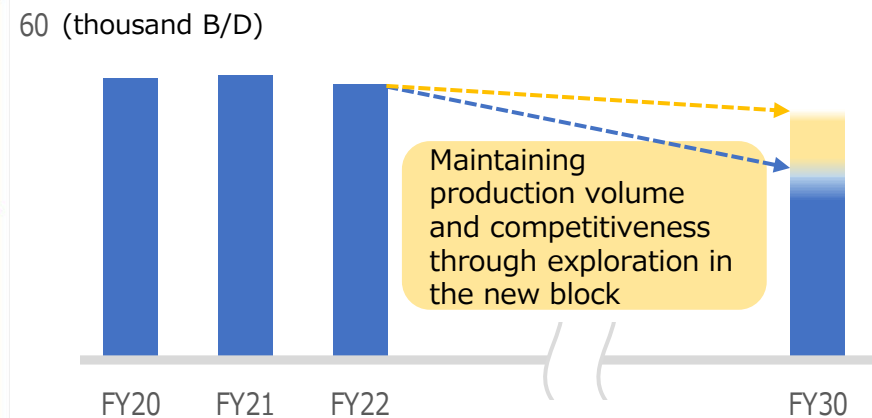 60 (thousand B/D)
Maintaining
production volume
and competitiveness
through exploration in
the new block
FY20 FY21 FY22 FY30